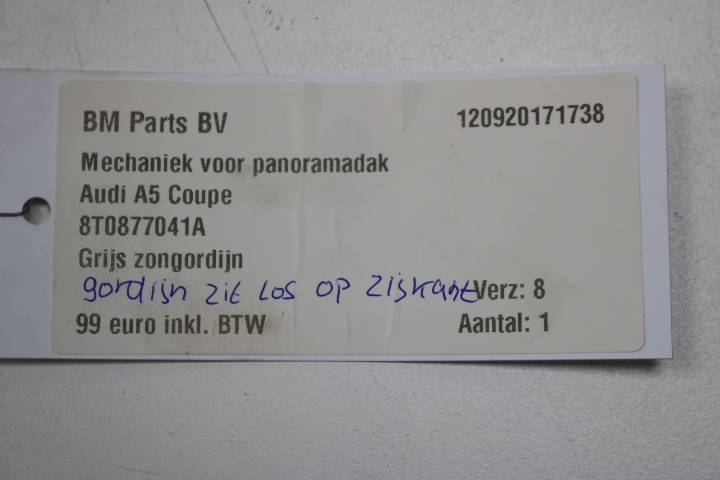 BM Parts BV 120920171738
Mechaniek voor panoramadak
Audi A5 Coupe
8T0877041A
Grijs zongordijn
gordijn zit los op zijkant Verz: 8
99 euro inkl. BTW Aantal: 1